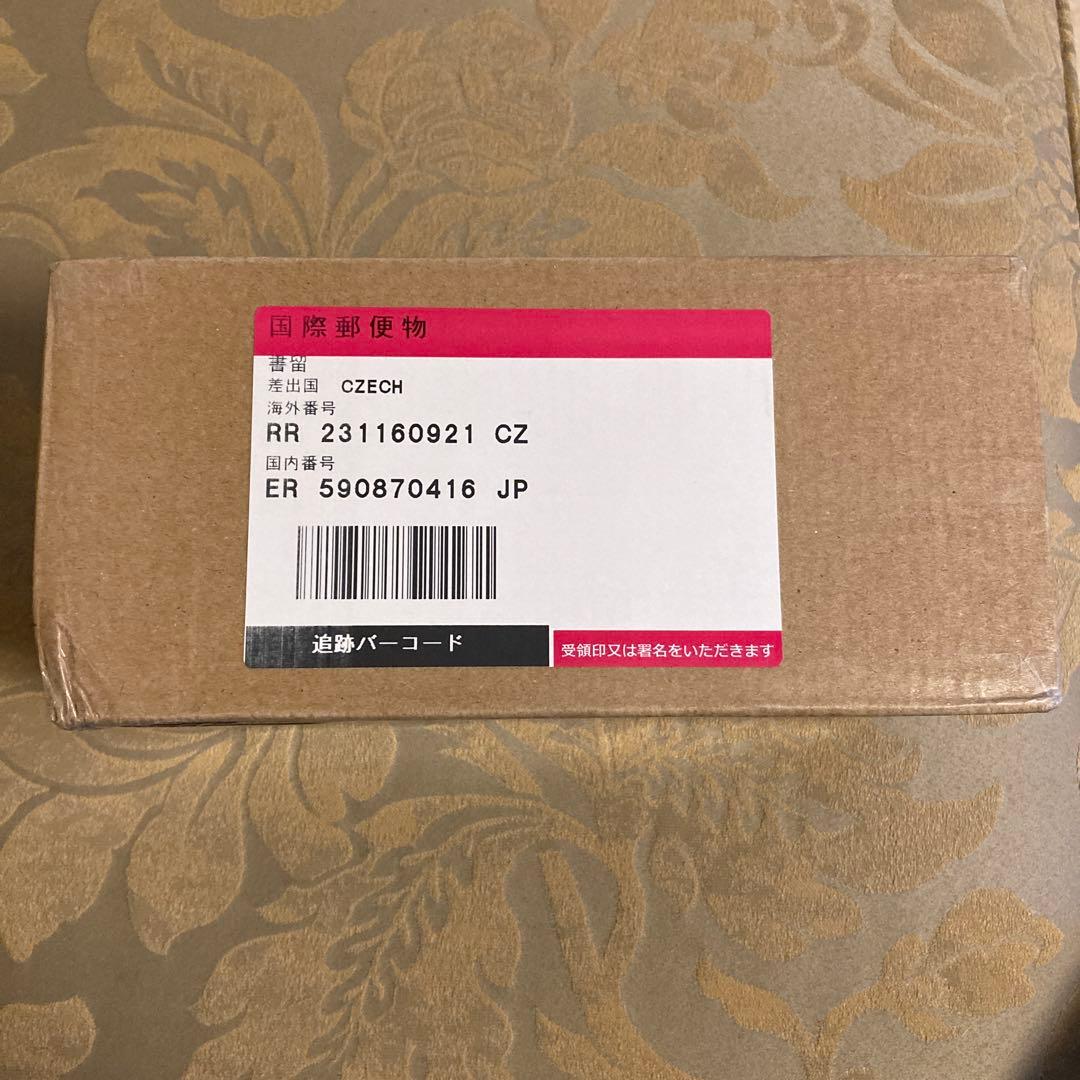 国際郵便物
書留
差出国 CZECH
海外番号
RR 231160921 CZ
国内番号
ER 590870416 JP
追跡バーコード
受領印又は署名をいただきます